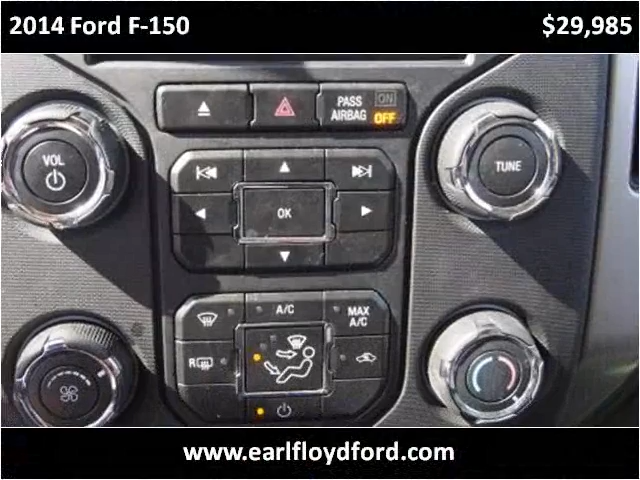 2014 Ford F-150 $29,985
PASS ON
AIRBAG OFF
VOL
TUNE
OK
A/C
MAX
A/C
R
www.earlfloydford.com